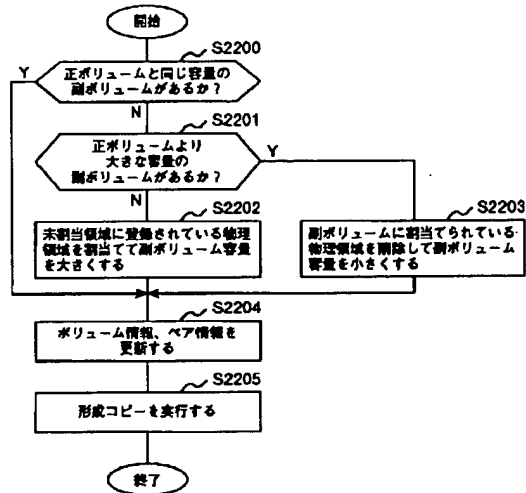 開始
S2200
Y
正ボリュームと同じ容量の
副ボリュームがあるか?
N
S2201
正ボリュームより
大きな容量の
副ボリュームがあるか?
Y
N
S2202
未割当領域に登録されている物理
領域を割当てて副ボリューム容量
を大きくする
S2203
副ボリュームに割当てられている
物理領域を削除して副ボリューム
容量を小さくする
S2204
ボリューム情報、ペア情報を
更新する
S2205
形成コピーを実行する
終了